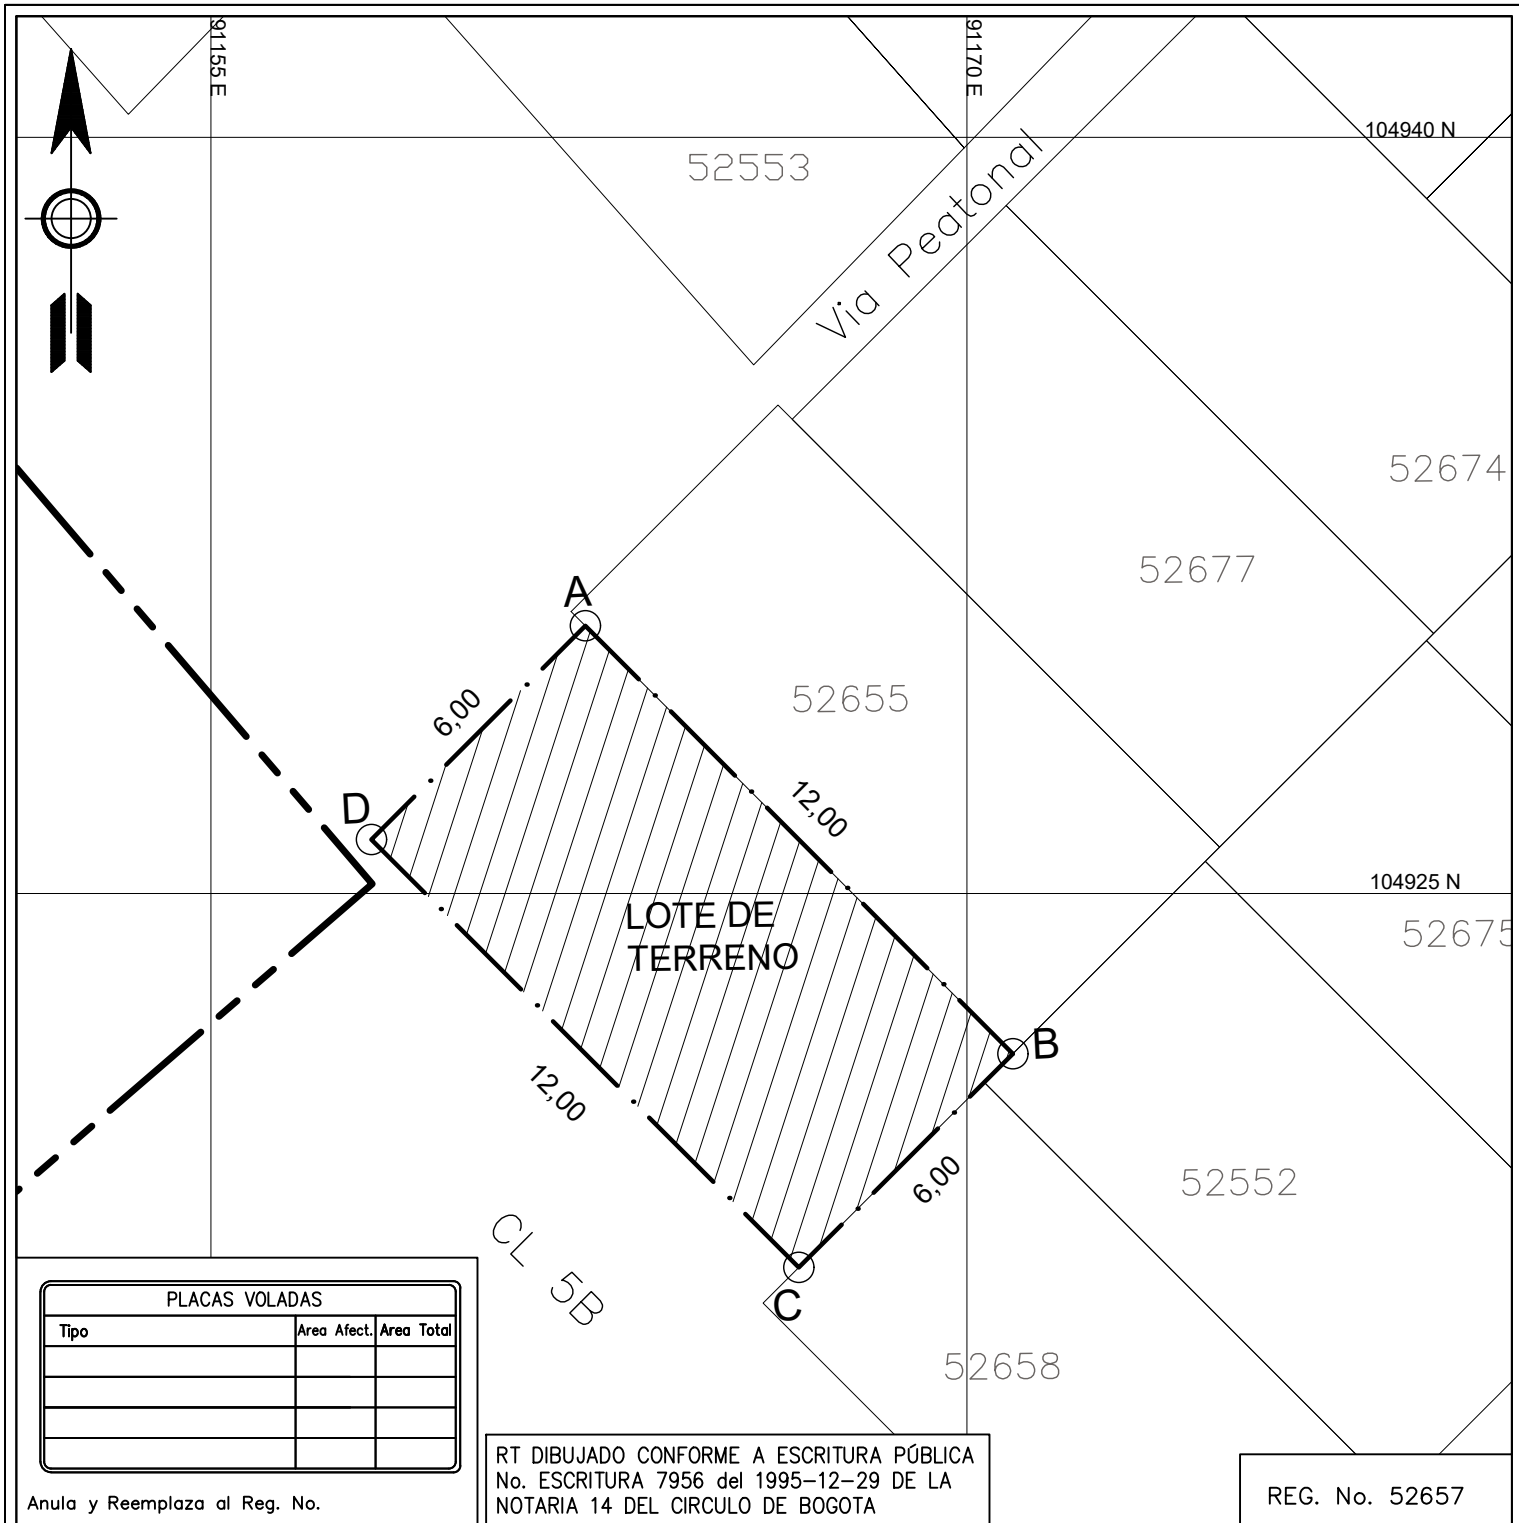 91155 E
91170 E
104940 N
52553
Via Peatonal
52674
52677
A
52655
6,00
12,00
D
104925 N
LOTE DE
TERRENO
52675
B
12,00
6,00
52552
CL 5B
C
52658
PLACAS VOLADAS
Tipo
Area Afect.
Area Total
Anula y Reemplaza al Reg. No.
RT DIBUJADO CONFORME A ESCRITURA PÚBLICA
No. ESCRITURA 7956 del 1995-12-29 DE LA
NOTARIA 14 DEL CIRCULO DE BOGOTA
REG. No. 52657